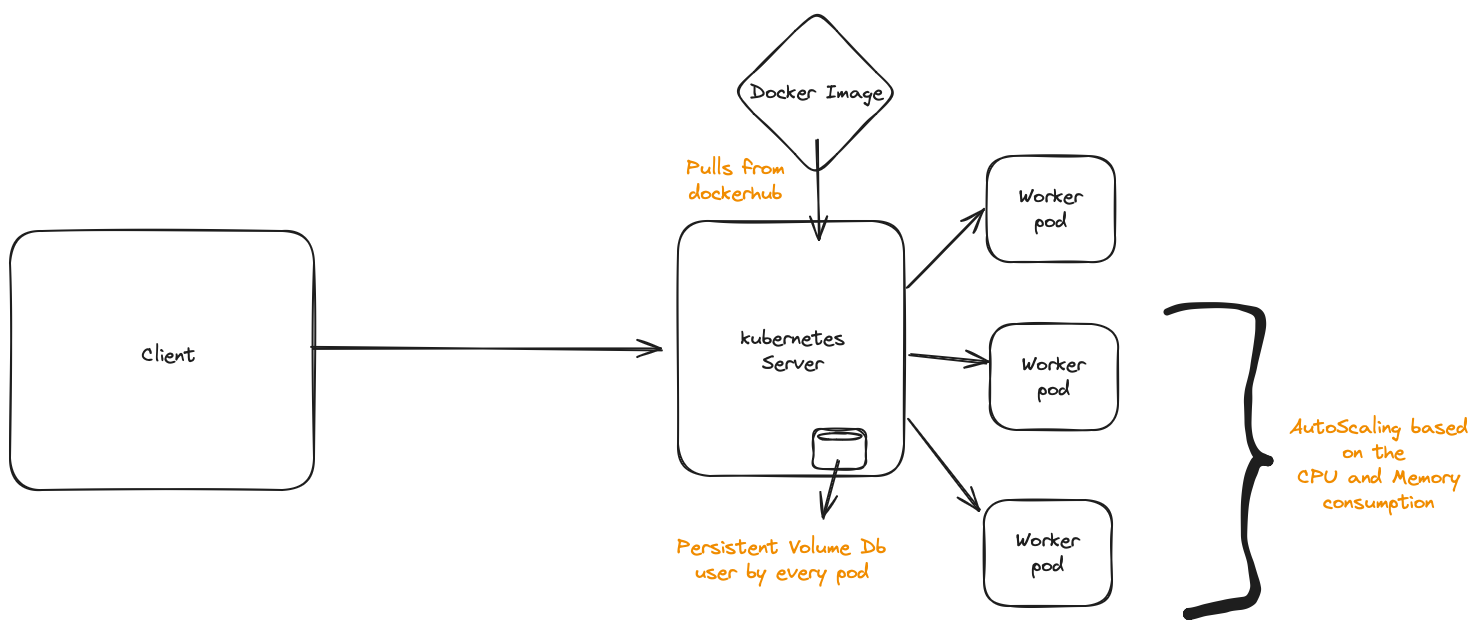 Docker Image
Pulls from
dockerhub
Worker
pod
Client
kubernetes
Server
Worker
pod
AutoScaling based
on the
CPU and Memory
consumption
Persistent Volume Db
user by every pod
Worker
pod